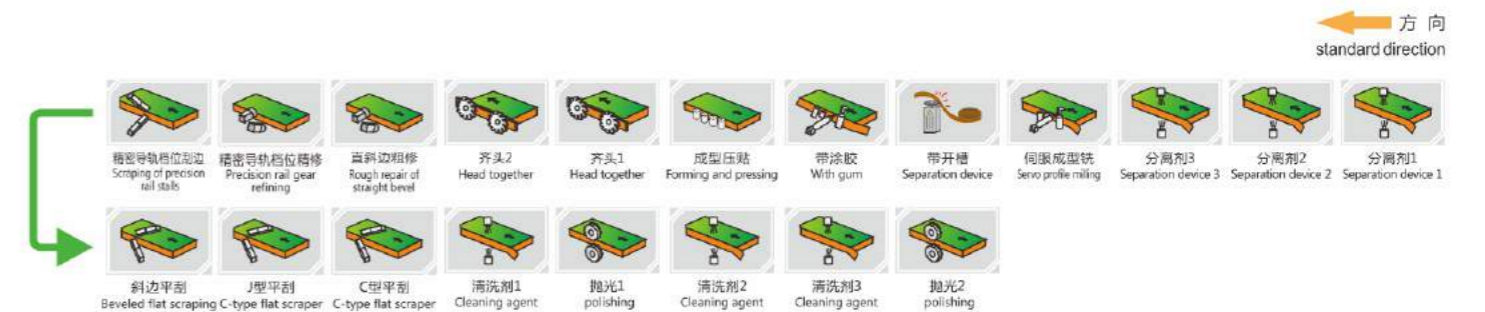 方 向
standard direction
精密导轨档位刮边
Scraping of precision
rail stalls
精密导轨档位精修
Precision rail gear
refining
直斜边粗修
Rough repair of
straight bevel
齐头2
Head together
齐头1
Head together
成型压贴
Forming and pressing
带涂胶
With gum
带开槽
Separation device
伺服成型铣
Servo profile milling
分离剂3
Separation device 3
分离剂2
Separation device 2
分离剂1
Separation device 1
斜边平刮
Beveled flat scraping
J型平刮
C-type flat scraper
C型平刮
C-type flat scraper
清洗剂1
Cleaning agent
抛光1
polishing
清洗剂2
Cleaning agent
清洗剂3
Cleaning agent
抛光2
polishing